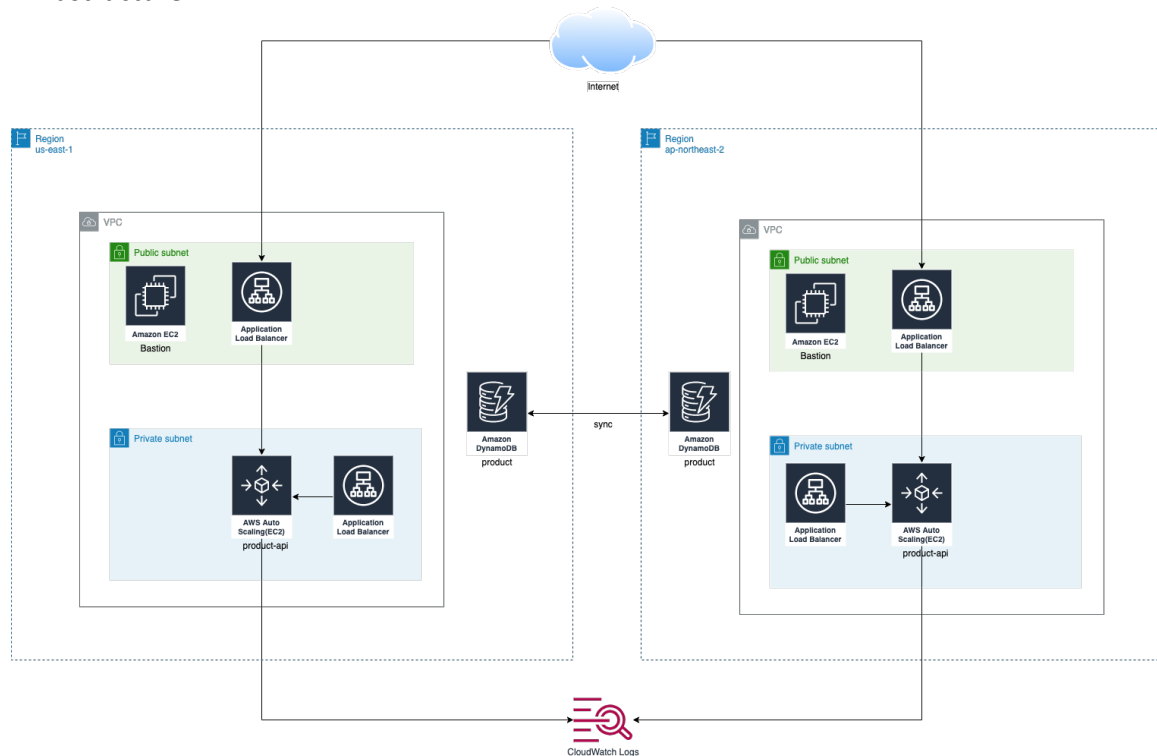 Internet
Region
us-east-1
Region
ap-northeast-2
VPC
Public subnet
Amazon EC2
Bastion
Application
Load Balancer
VPC
Public subnet
Amazon EC2
Bastion
Application
Load Balancer
Amazon
DynamoDB
product
sync
Amazon
DynamoDB
product
Private subnet
AWS Auto
Scaling(EC2)
product-api
Application
Load Balancer
Private subnet
Application
Load Balancer
AWS Auto
Scaling(EC2)
product-api
CloudWatch Logs